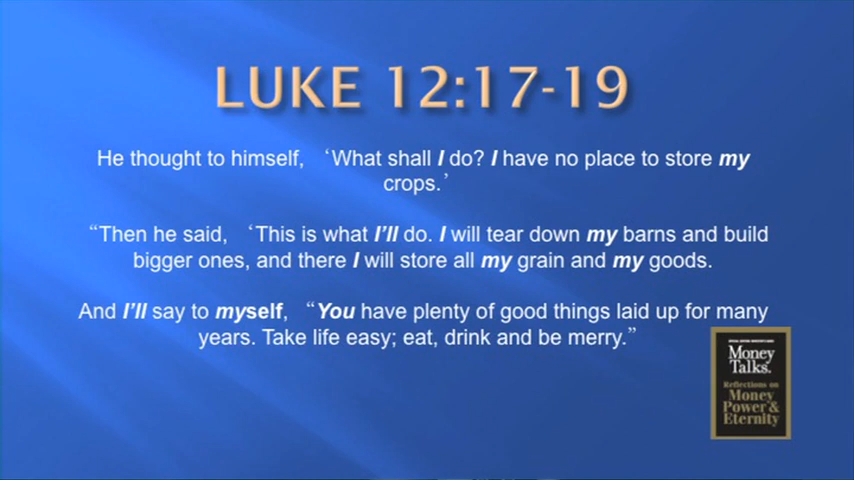 LUKE 12:17-19
He thought to himself, ‘What shall I do? I have no place to store my
crops.’
“Then he said, ‘This is what I’ll do. I will tear down my barns and build
bigger ones, and there I will store all my grain and my goods.
And I’ll say to myself, “You have plenty of good things laid up for many
years. Take life easy; eat, drink and be merry.”
Money
Talks.
Reflections on
Money
Power &
Eternity